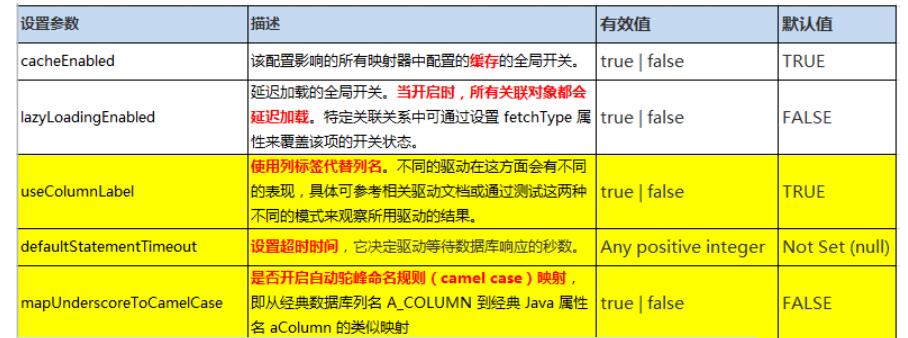 设置参数 描述 有效值 默认值
cacheEnabled 该配置影响的所有映射器中配置的缓存的全局开关。 true | false TRUE
延迟加载的全局开关。当开启时，所有关联对象都会
lazyLoadingEnabled 延迟加载。特定关联关系中可通过设置 fetchType 属 true | false FALSE
性来覆盖该项的开关状态。
使用列标签代替列名。不同的驱动在这方面会有不同
useColumnLabel 的表现，具体可参考相关驱动文档或通过测试这两种 true | false TRUE
不同的模式来观察所用驱动的结果。
defaultStatementTimeout 设置超时时间，它决定驱动等待数据库响应的秒数。 Any positive integer Not Set (null)
是否开启自动驼峰命名规则（camel case）映射，
mapUnderscoreToCamelCase 即从经典数据库列名 A_COLUMN 到经典 Java 属性 true | false FALSE
名 aColumn 的类似映射